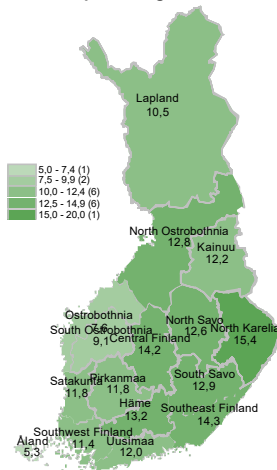 Lapland
10,5
5,0 - 7,4 (1)
7,5 - 9,9 (2)
10,0 - 12,4 (6)
12,5 - 14,9 (6)
15,0 - 20,0 (1)
North Ostrobothnia
12,8
Kainuu
12,2
Ostrobothnia
7,6
South Ostrobothnia
9,1
Central Finland
14,2
North Savo
12,6
North Karelia
15,4
Satakunta
11,8
Pirkanmaa
11,8
South Savo
12,9
Häme
13,2
Southeast Finland
14,3
Åland
5,3
Southwest Finland
11,4
Uusimaa
12,0